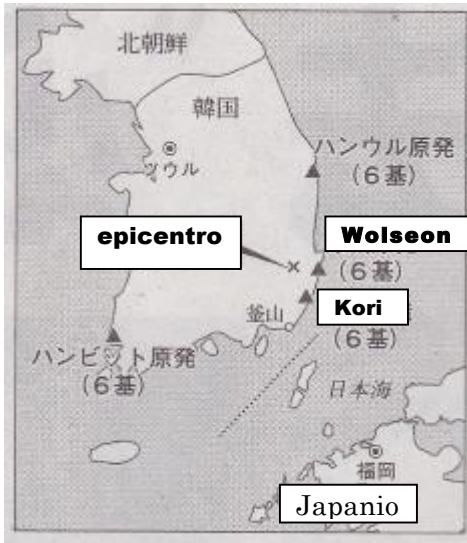 北朝鮮
韓国
ソウル
ハンウル原発
(6基)
epicentro
Wolseon
(6基)
Kori
釜山
(6基)
ハンビット原発
(6基)
日本海
福岡
Japanio